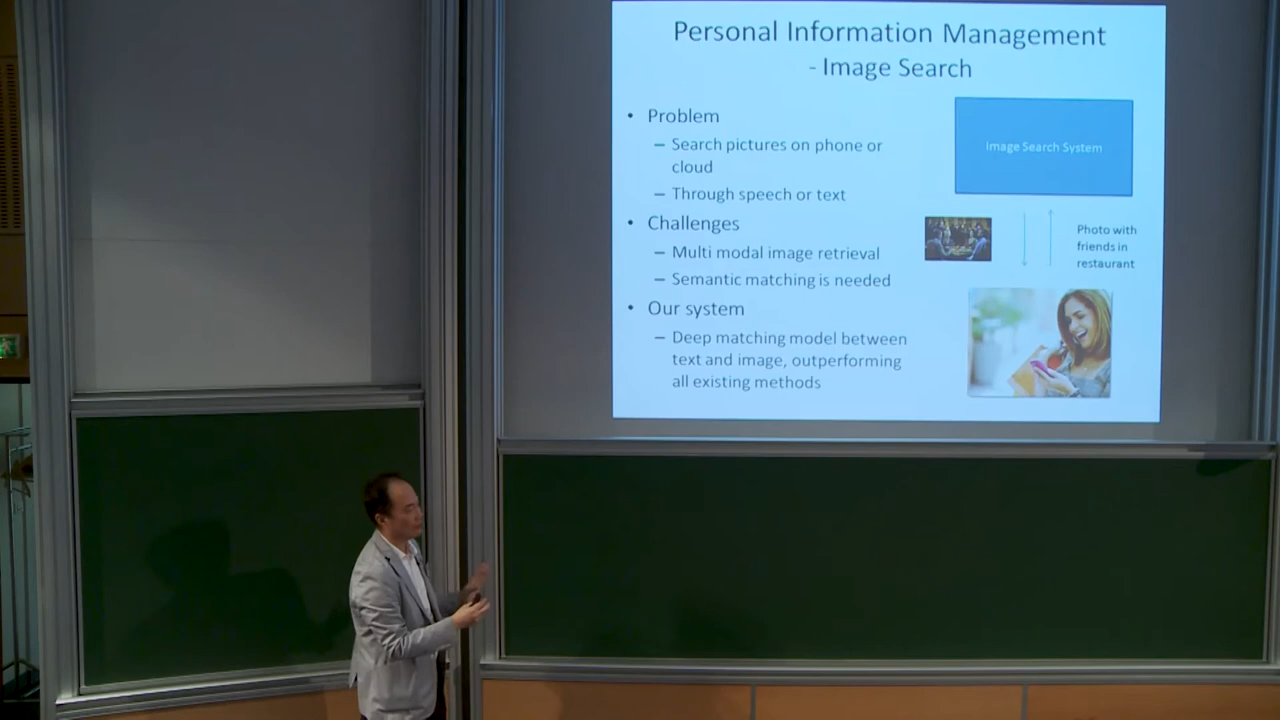 Personal Information Management
- Image Search
• Problem
– Search pictures on phone or
cloud
– Through speech or text
• Challenges
– Multi modal image retrieval
– Semantic matching is needed
• Our system
– Deep matching model between
text and image, outperforming
all existing methods
Image Search System
Photo with
friends in
restaurant